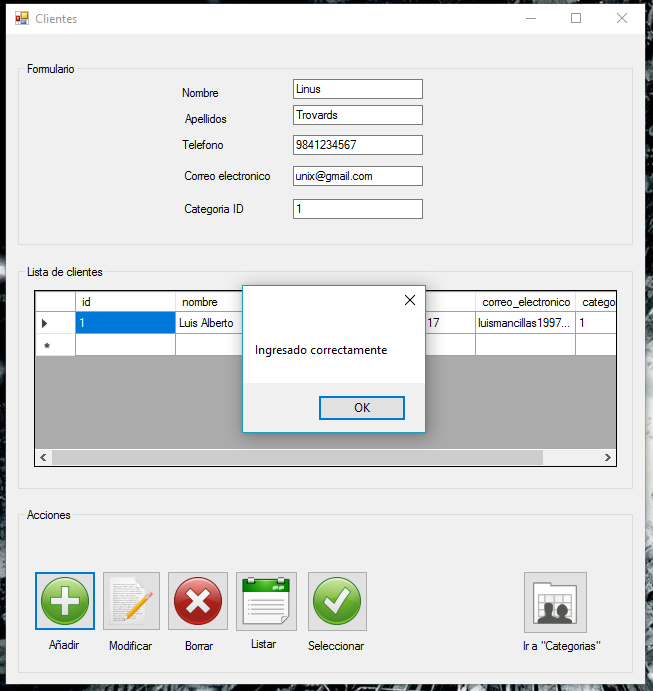 Clientes
Formulario
Nombre Linus
Apellidos Trovards
Telefono 9841234567
Correo electronico unix@gmail.com
Categoria ID 1
Lista de clientes
id nombre correo_electronico catego
1 Luis Alberto 17 luismancillas1997... 1
Ingresado correctamente
OK
Acciones
Añadir Modificar Borrar Listar Seleccionar Ir a "Categorias"